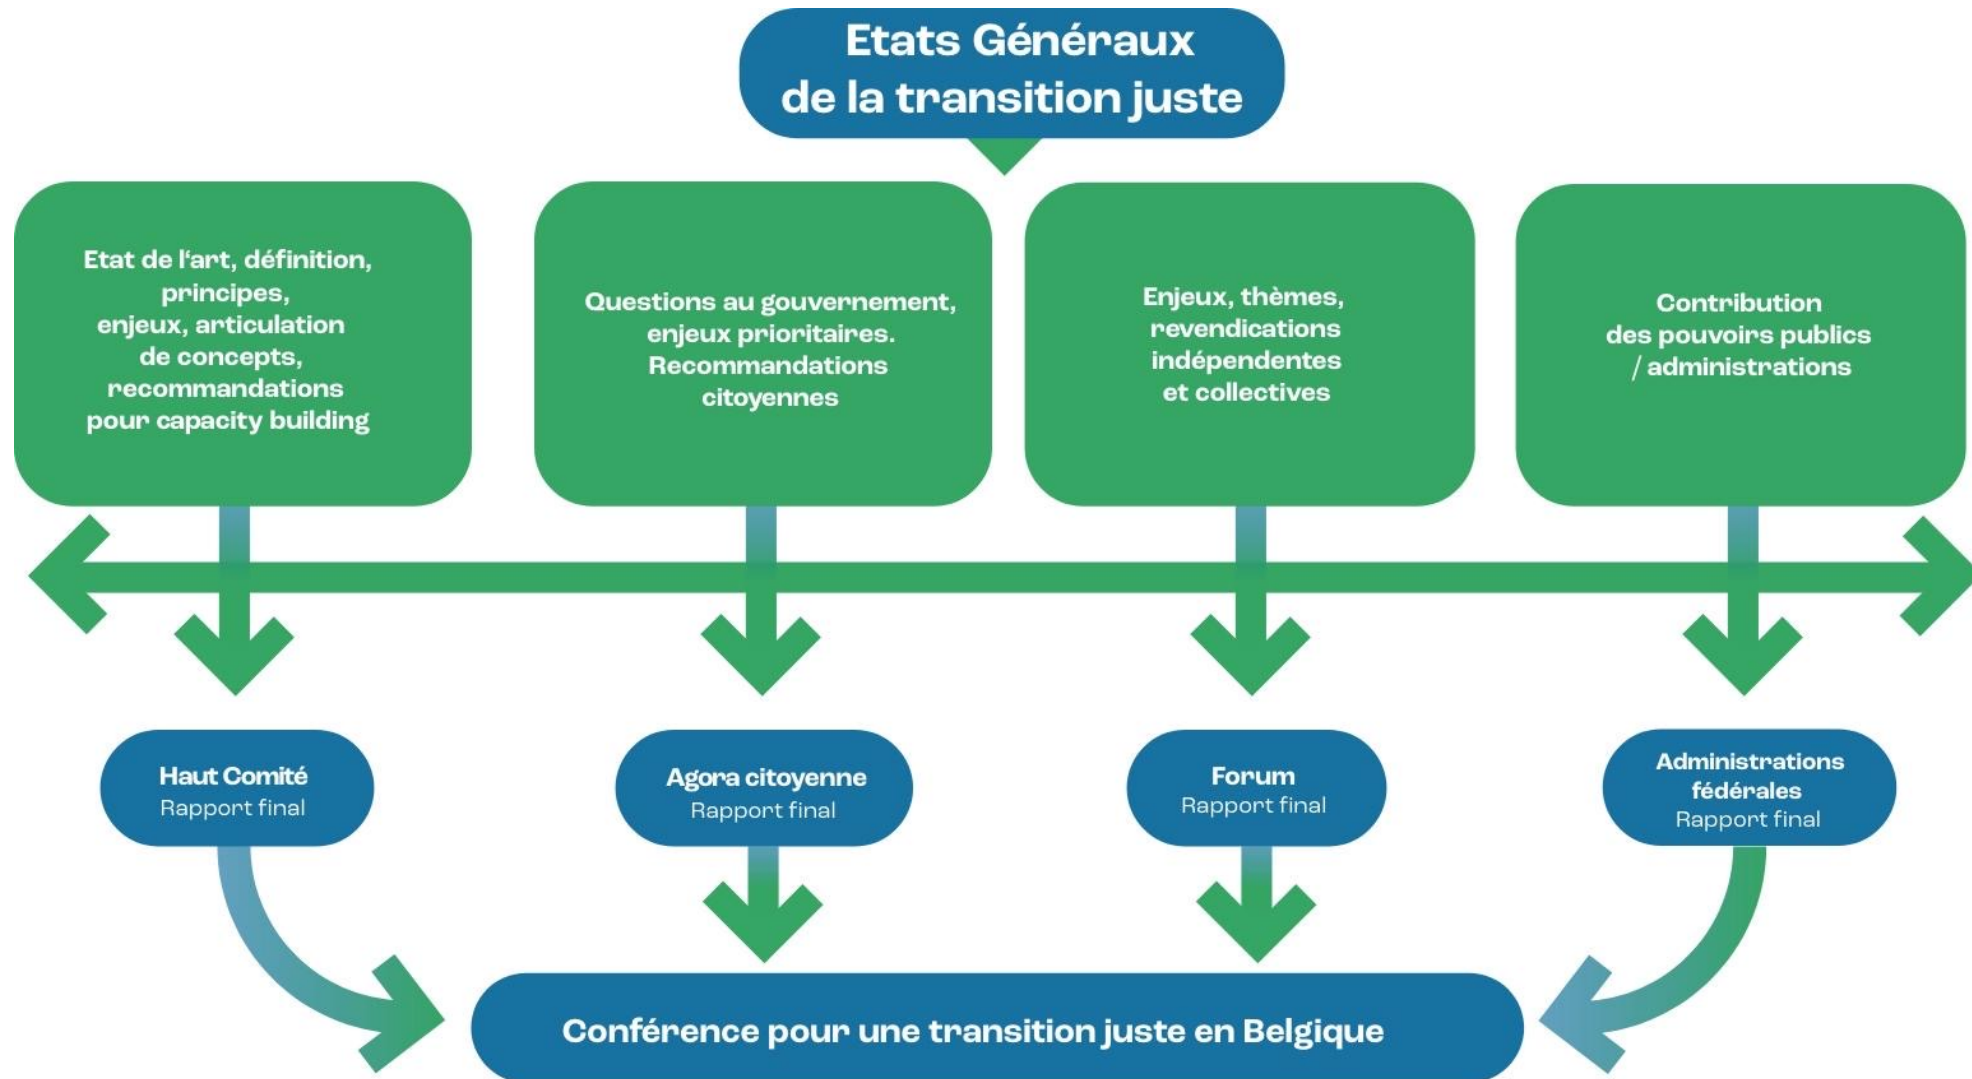 Etats Généraux
de la transition juste
Etat de l‘art, définition,
principes,
enjeux, articulation
de concepts,
recommandations
pour capacity building
Questions au gouvernement,
enjeux prioritaires.
Recommandations
citoyennes
Enjeux, thèmes,
revendications
indépendentes
et collectives
Contribution
des pouvoirs publics
/ administrations
Haut Comité
Rapport final
Agora citoyenne
Rapport final
Forum
Rapport final
Administrations
fédérales
Rapport final
Conférence pour une transition juste en Belgique